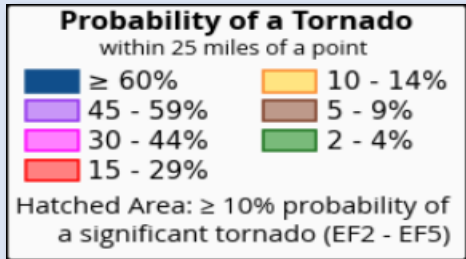 Probability of a Tornado
within 25 miles of a point
≥ 60%
45 - 59%
30 - 44%
15 - 29%
10 - 14%
5 - 9%
2 - 4%
Hatched Area: ≥ 10% probability of
a significant tornado (EF2 - EF5)